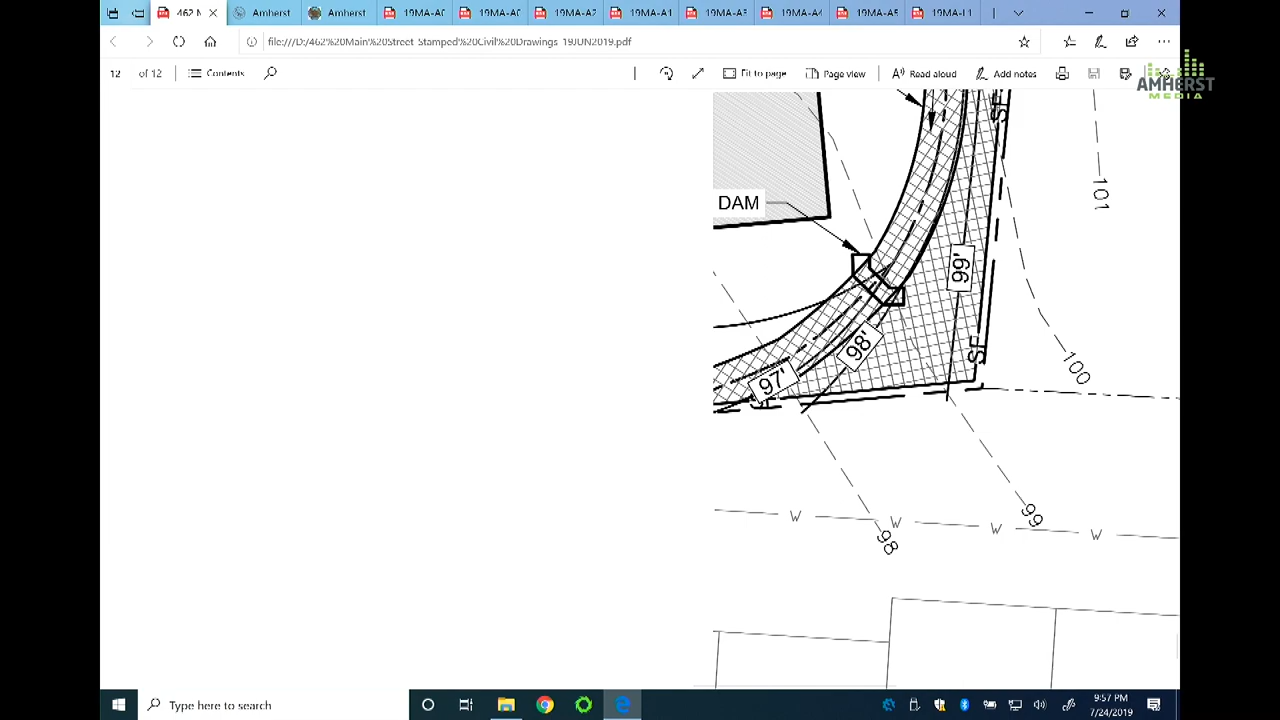 462 M
Amherst
Amherst
19MA-A0
19MA-A0
19MA-A2
19MA-A1
19MA-A3
19MA-A4
19MA-A5
19MA-L1
file:///D:/462%20Main%20Street Stamped%20Civil%20Drawings 19JUN2019.pdf
12 of 12
Contents
Fit to page
Page view
Read aloud
Add notes
AMHERST
MEDIA
SF
101
DAM
99'
98'
SF
100
97'
99
98
W W W W
Type here to search
9:57 PM
7/24/2019